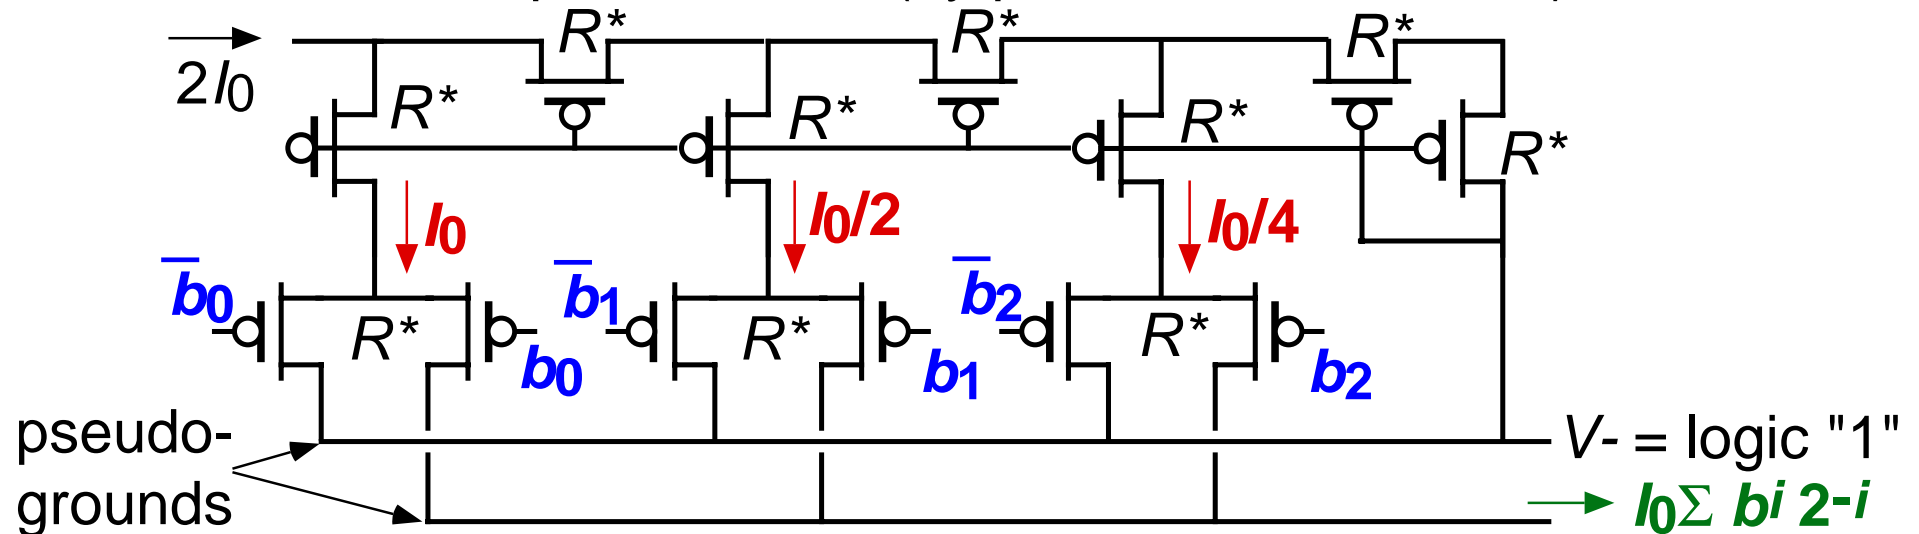 R* R* R*
2I0 R* R* R* R*
I0 I0/2 I0/4
b̅0 b̅1 b̅2
R* R* R*
b0 b1 b2
pseudo-
grounds
V- = logic "1"
I0Σ bi 2-i